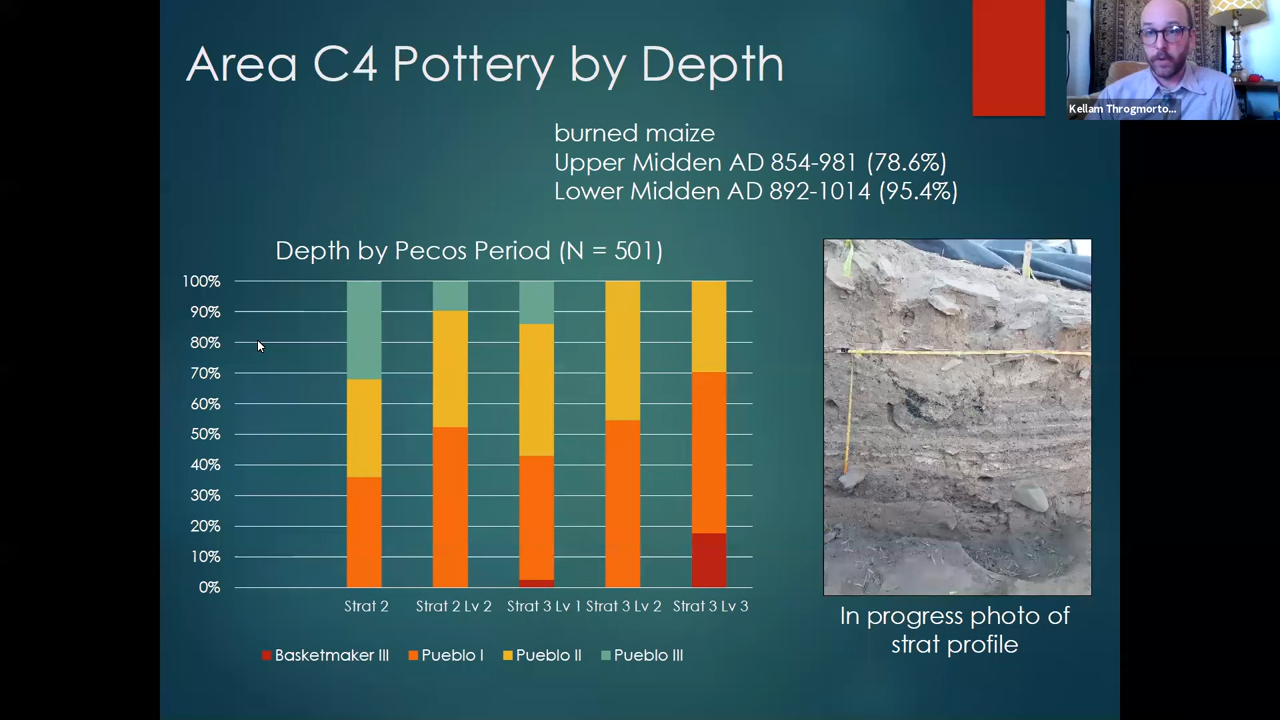 Area C4 Pottery by Depth
Kellam Throgmorto...
burned maize
Upper Midden AD 854-981 (78.6%)
Lower Midden AD 892-1014 (95.4%)
Depth by Pecos Period (N = 501)
100%
90%
80%
70%
60%
50%
40%
30%
20%
10%
0%
Strat 2 Strat 2 Lv 2 Strat 3 Lv 1 Strat 3 Lv 2 Strat 3 Lv 3
Basketmaker III Pueblo I Pueblo II Pueblo III
In progress photo of
strat profile